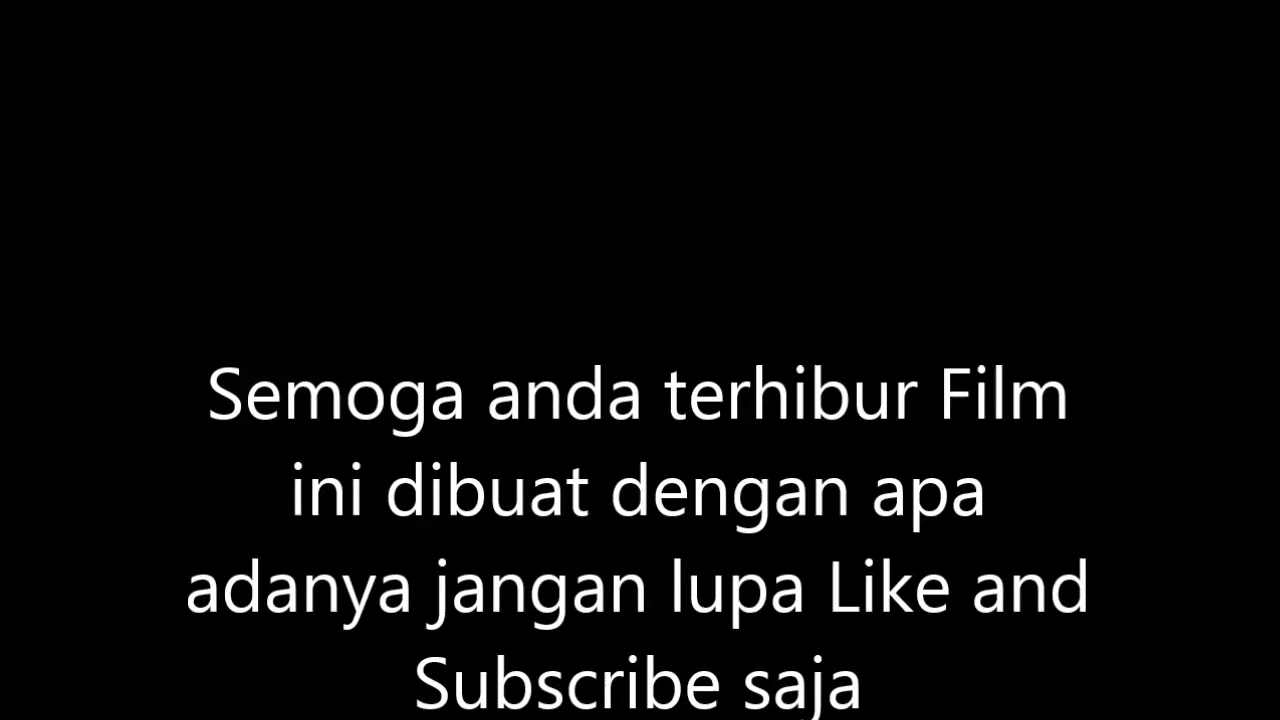 Semoga anda terhibur Film
ini dibuat dengan apa
adanya jangan lupa Like and
Subscribe saja